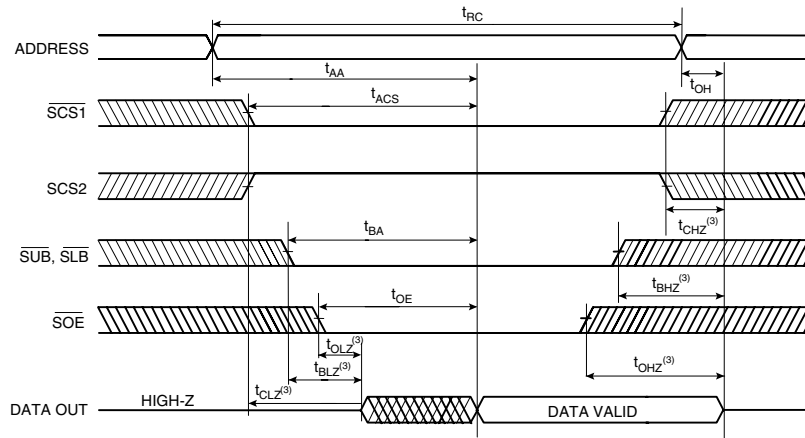 tRC
ADDRESS
tAA
tOH
tACS
SCS1
SCS2
tCHZ(3)
tBA
SUB, SLB
tBHZ(3)
tOE
SOE
tOLZ(3)
tOHZ(3)
tBLZ(3)
tCLZ(3)
HIGH-Z
DATA OUT
DATA VALID